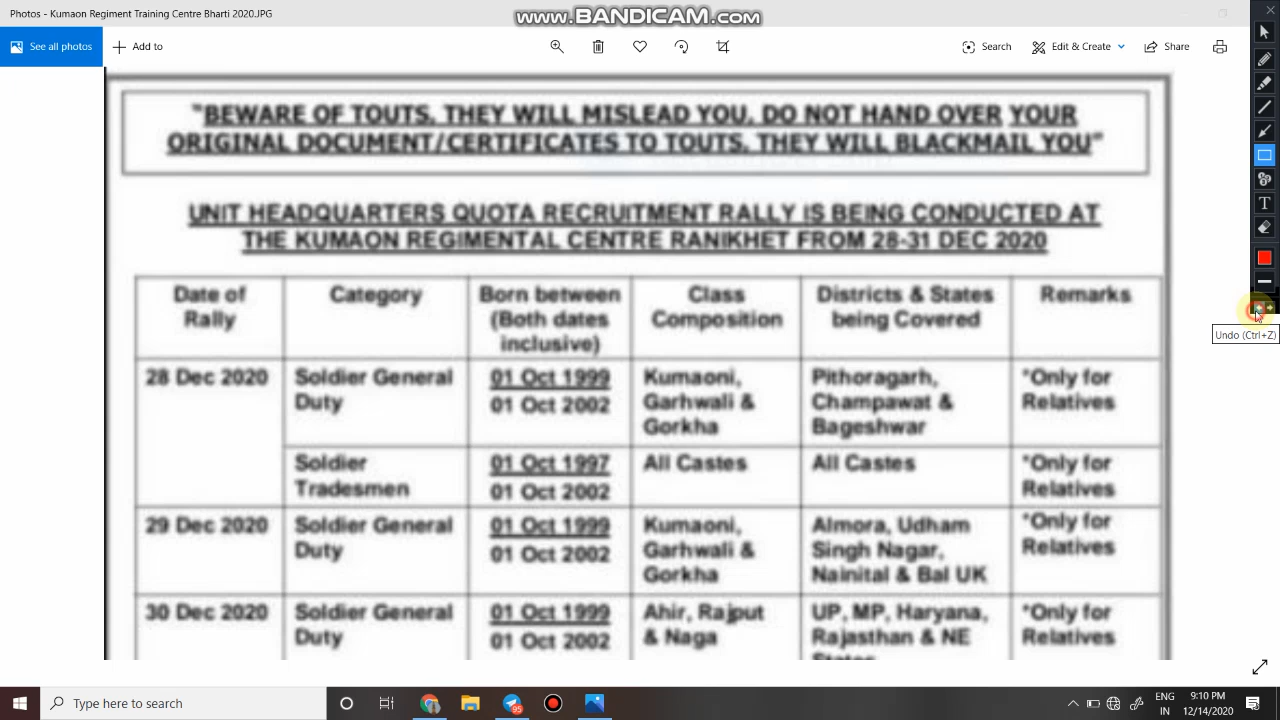 Photos - Kumaon Regiment Training Centre Bharti 2020.JPG
www.BANDICAM.com
See all photos
Add to
Search
Edit & Create
Share
"BEWARE OF TOUTS. THEY WILL MISLEAD YOU. DO NOT HAND OVER YOUR
ORIGINAL DOCUMENT/CERTIFICATES TO TOUTS. THEY WILL BLACKMAIL YOU"
UNIT HEADQUARTERS QUOTA RECRUITMENT RALLY IS BEING CONDUCTED AT
THE KUMAON REGIMENTAL CENTRE RANIKHET FROM 28-31 DEC 2020
Date of
Rally
Category
Born between
(Both dates
inclusive)
Class
Composition
Districts & States
being Covered
Remarks
28 Dec 2020
Soldier General
Duty
01 Oct 1999
01 Oct 2002
Kumaoni,
Garhwali &
Gorkha
Pithoragarh,
Champawat &
Bageshwar
*Only for
Relatives
Soldier
Tradesmen
01 Oct 1997
01 Oct 2002
All Castes
All Castes
*Only for
Relatives
29 Dec 2020
Soldier General
Duty
01 Oct 1999
01 Oct 2002
Kumaoni,
Garhwali &
Gorkha
Almora, Udham
Singh Nagar,
Nainital & Bal UK
*Only for
Relatives
30 Dec 2020
Soldier General
Duty
01 Oct 1999
01 Oct 2002
Ahir, Rajput
& Naga
UP, MP, Haryana,
Rajasthan & NE
States
*Only for
Relatives
T
Undo (Ctrl+Z)
Type here to search
95
ENG
IN
9:10 PM
12/14/2020